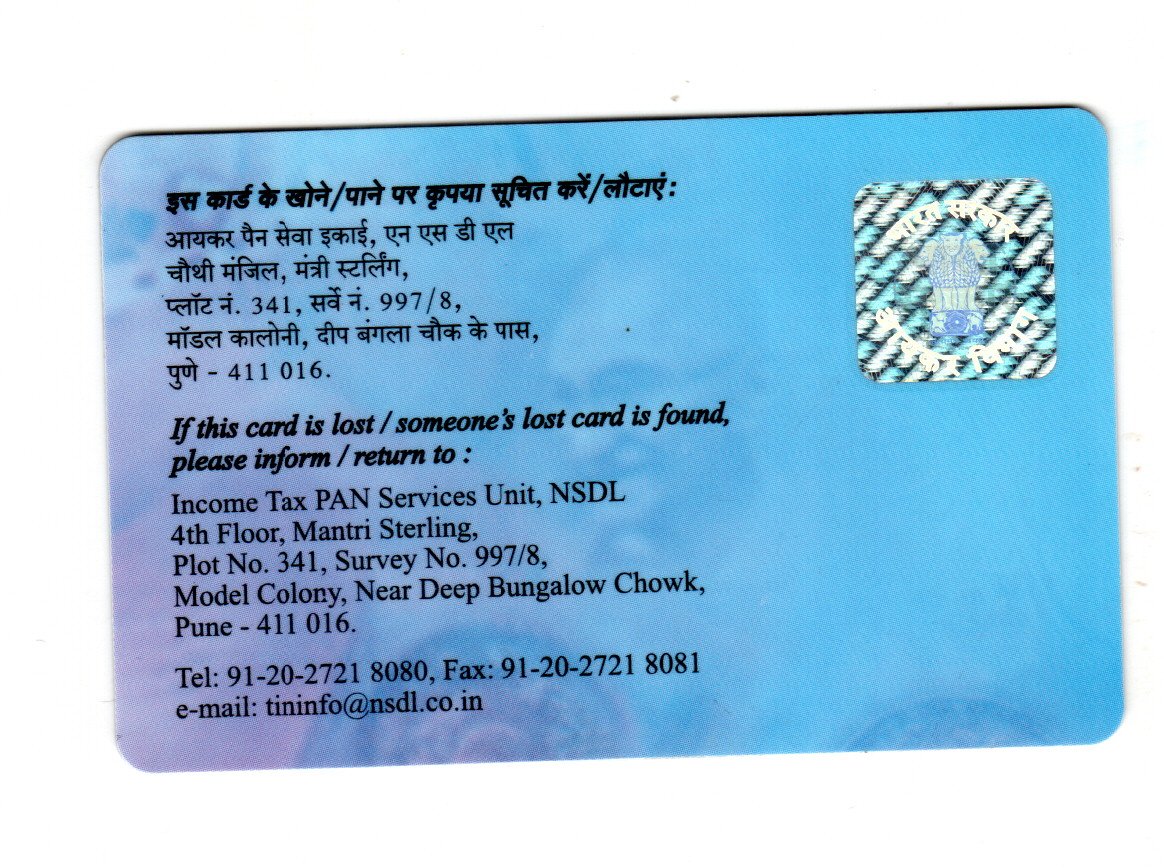 इस कार्ड के खोने/पाने पर कृपया सूचित करें/लौटाएं:
आयकर पैन सेवा इकाई, एन एस डी एल
चौथी मंजिल, मंत्री स्टर्लिंग,
प्लॉट नं. 341, सर्वे नं. 997/8,
मॉडल कालोनी, दीप बंगला चौक के पास,
पुणे - 411 016.
भारत सरकार
आयकर विभाग
If this card is lost / someone's lost card is found,
please inform / return to :
Income Tax PAN Services Unit, NSDL
4th Floor, Mantri Sterling,
Plot No. 341, Survey No. 997/8,
Model Colony, Near Deep Bungalow Chowk,
Pune - 411 016.
Tel: 91-20-2721 8080, Fax: 91-20-2721 8081
e-mail: tininfo@nsdl.co.in